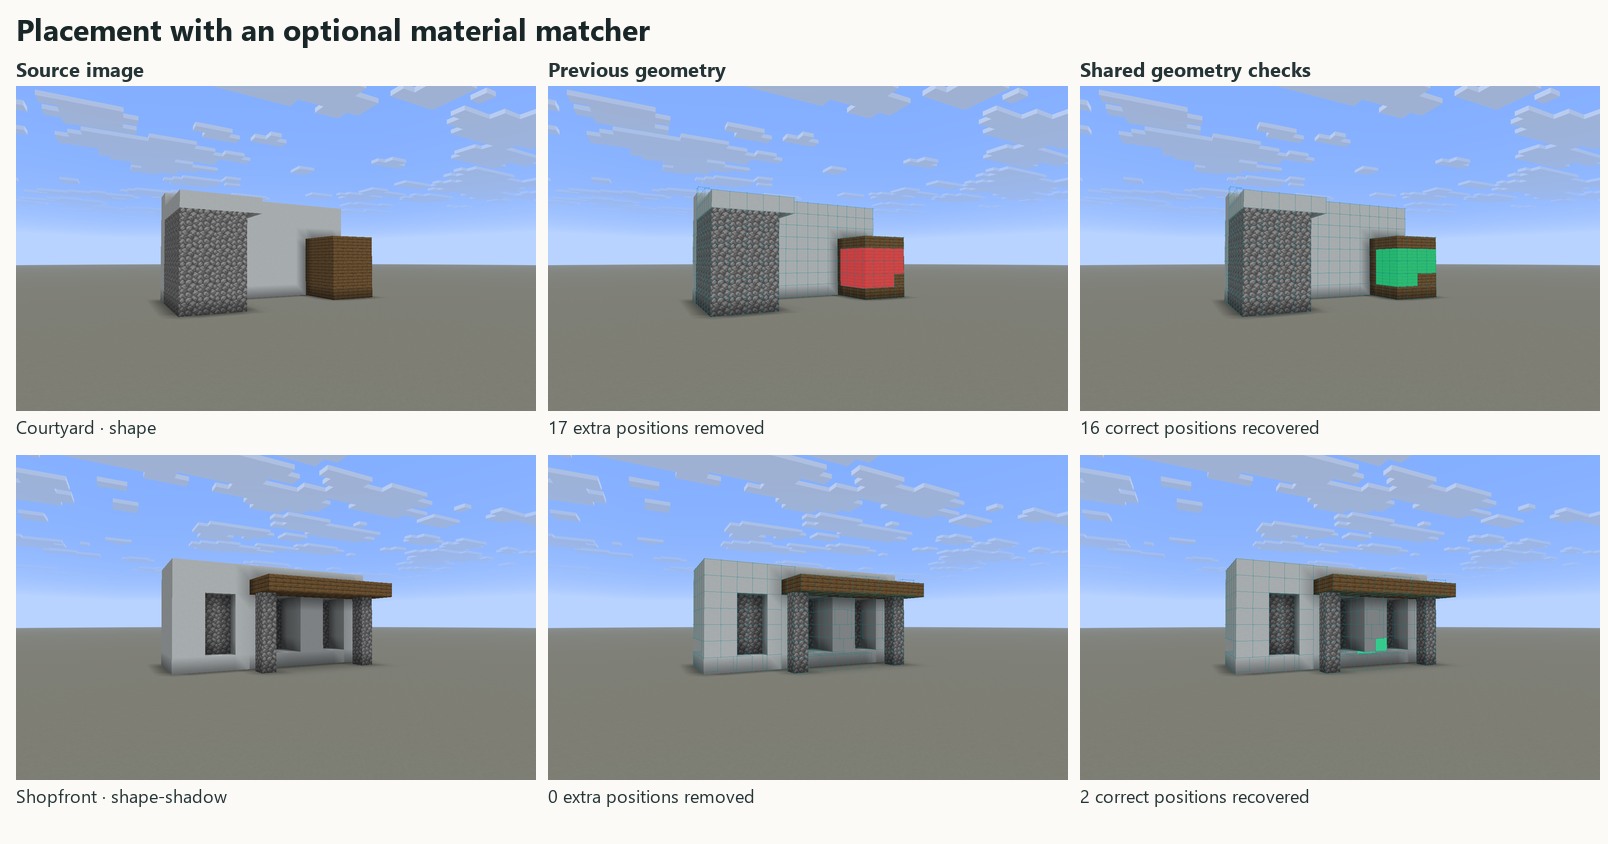 Placement with an optional material matcher
Source image
Previous geometry
Shared geometry checks
Courtyard · shape
17 extra positions removed
16 correct positions recovered
Shopfront · shape-shadow
0 extra positions removed
2 correct positions recovered